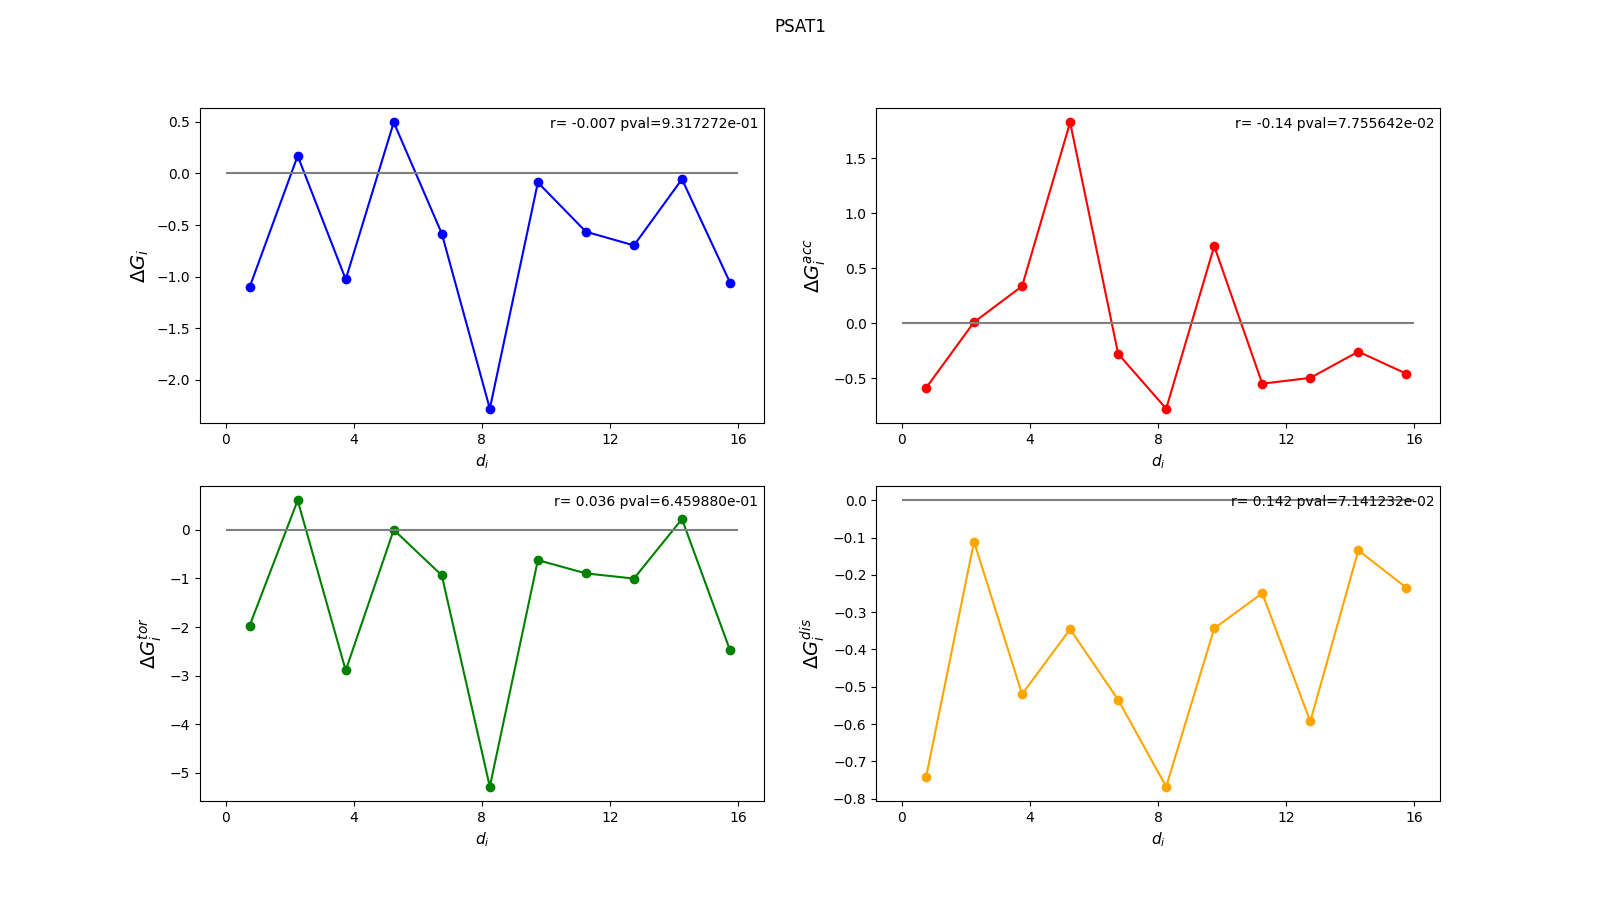 PSAT1
r= -0.007 pval=9.317272e-01
ΔG_i
0.5
0.0
−0.5
−1.0
−1.5
−2.0
0 4 8 12 16
d_i
r= -0.14 pval=7.755642e-02
ΔG_i^acc
1.5
1.0
0.5
0.0
−0.5
0 4 8 12 16
d_i
r= 0.036 pval=6.459880e-01
ΔG_i^tor
0
−1
−2
−3
−4
−5
0 4 8 12 16
d_i
r= 0.142 pval=7.141232e-02
ΔG_i^dis
0.0
−0.1
−0.2
−0.3
−0.4
−0.5
−0.6
−0.7
−0.8
0 4 8 12 16
d_i